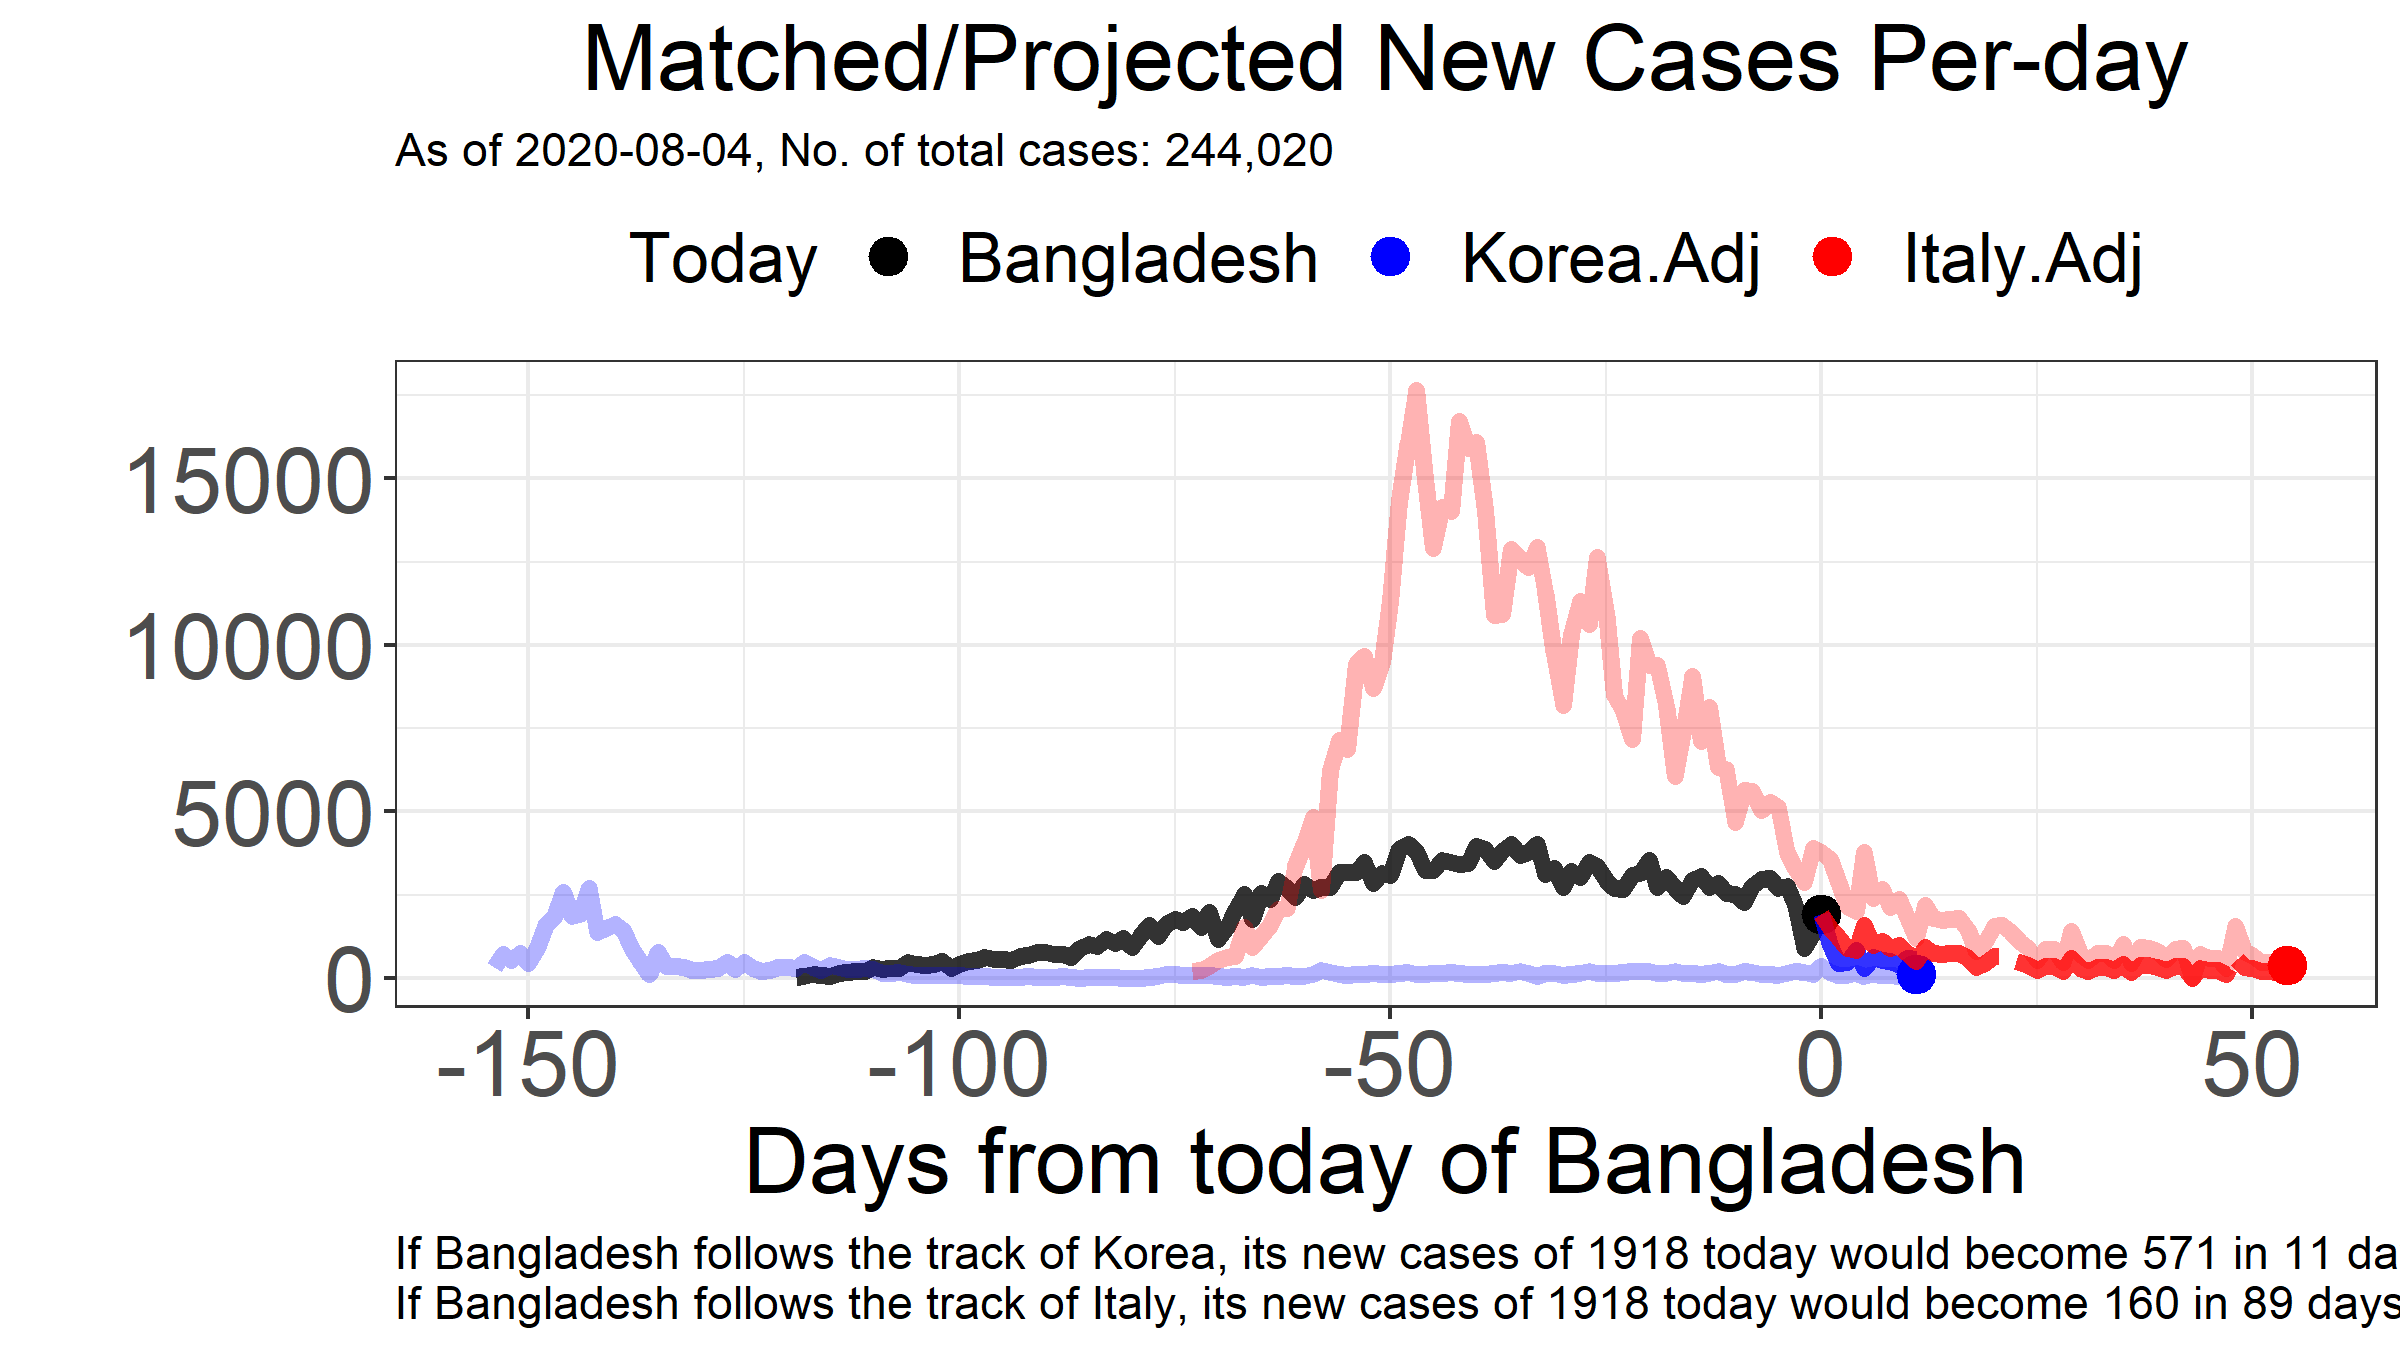 Matched/Projected New Cases Per-day
As of 2020-08-04, No. of total cases: 244,020
Today Bangladesh Korea.Adj Italy.Adj
15000
10000
5000
0
-150 -100 -50 0 50
Days from today of Bangladesh
If Bangladesh follows the track of Korea, its new cases of 1918 today would become 571 in 11 da
If Bangladesh follows the track of Italy, its new cases of 1918 today would become 160 in 89 days